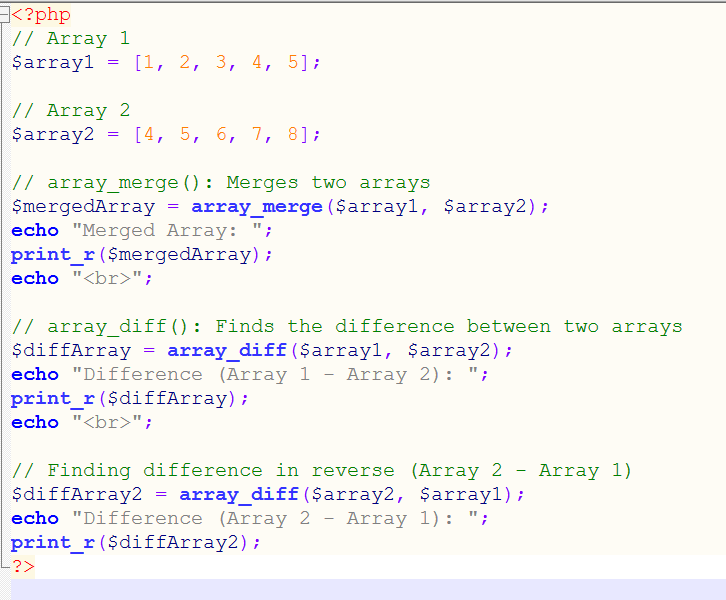 <?php
// Array 1
$array1 = [1, 2, 3, 4, 5];
// Array 2
$array2 = [4, 5, 6, 7, 8];
// array_merge(): Merges two arrays
$mergedArray = array_merge($array1, $array2);
echo "Merged Array: ";
print_r($mergedArray);
echo "<br>";
// array_diff(): Finds the difference between two arrays
$diffArray = array_diff($array1, $array2);
echo "Difference (Array 1 - Array 2): ";
print_r($diffArray);
echo "<br>";
// Finding difference in reverse (Array 2 - Array 1)
$diffArray2 = array_diff($array2, $array1);
echo "Difference (Array 2 - Array 1): ";
print_r($diffArray2);
?>